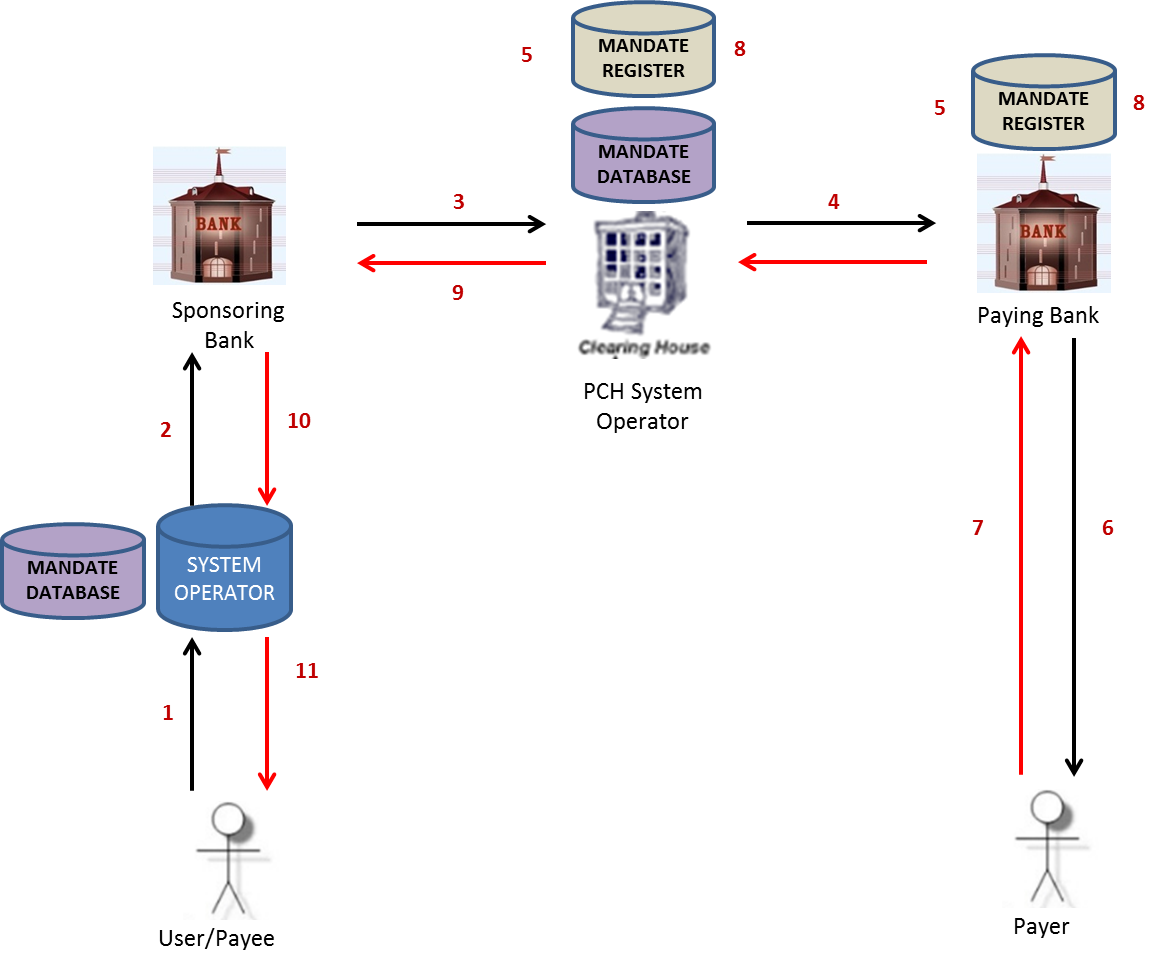 5
MANDATE
REGISTER
8
MANDATE
DATABASE
5
MANDATE
REGISTER
8
BANK
Sponsoring
Bank
3
9
Clearing House
PCH System
Operator
4
BANK
Paying Bank
2
10
MANDATE
DATABASE
SYSTEM
OPERATOR
7
6
1
11
User/Payee
Payer